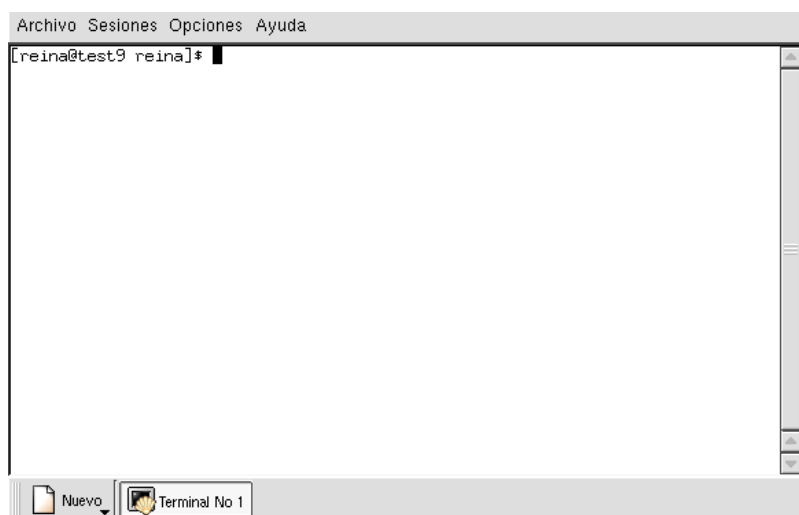 Archivo Sesiones Opciones Ayuda
[reina@test9 reina]$
Nuevo
Terminal No 1